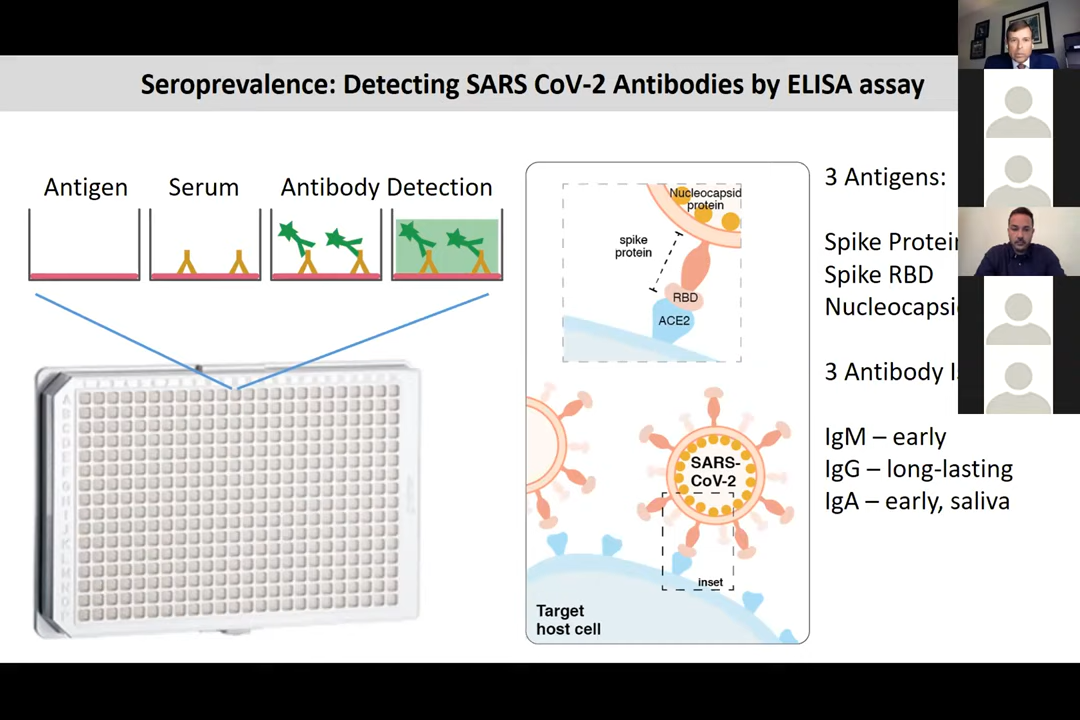 Seroprevalence: Detecting SARS CoV-2 Antibodies by ELISA assay
Antigen
Serum
Antibody Detection
Nucleocapsid
protein
spike
protein
RBD
ACE2
SARS-
CoV-2
inset
Target
host cell
3 Antigens:
Spike Protein
Spike RBD
Nucleocapsi
3 Antibody
IgM – early
IgG – long-lasting
IgA – early, saliva